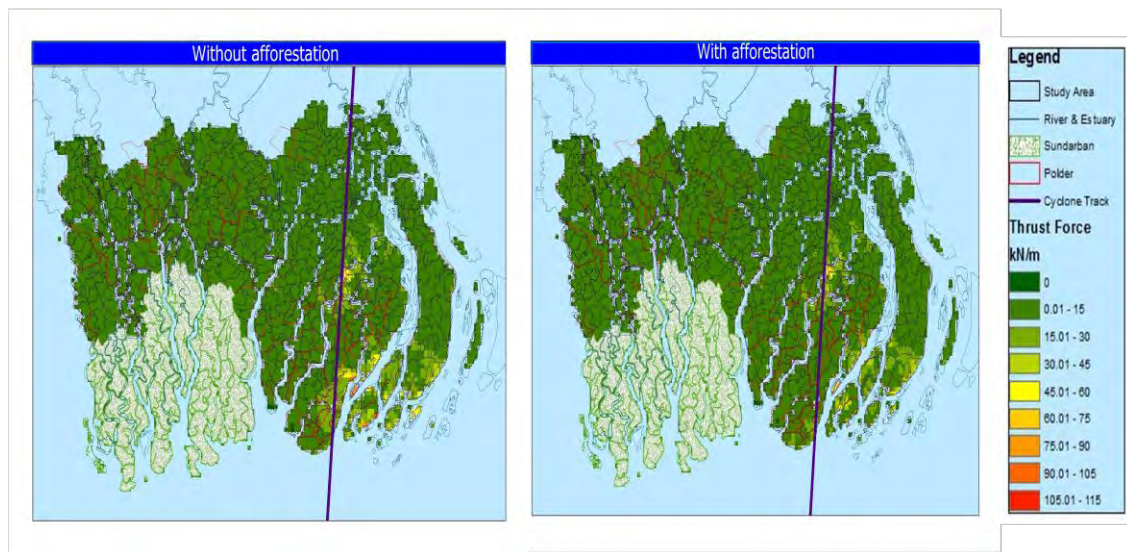 Without afforestation
With afforestation
Legend
Study Area
River & Estuary
Sundarban
Polder
Cyclone Track
Thrust Force
kN/m
0
0.01 - 15
15.01 - 30
30.01 - 45
45.01 - 60
60.01 - 75
75.01 - 90
90.01 - 105
105.01 - 115